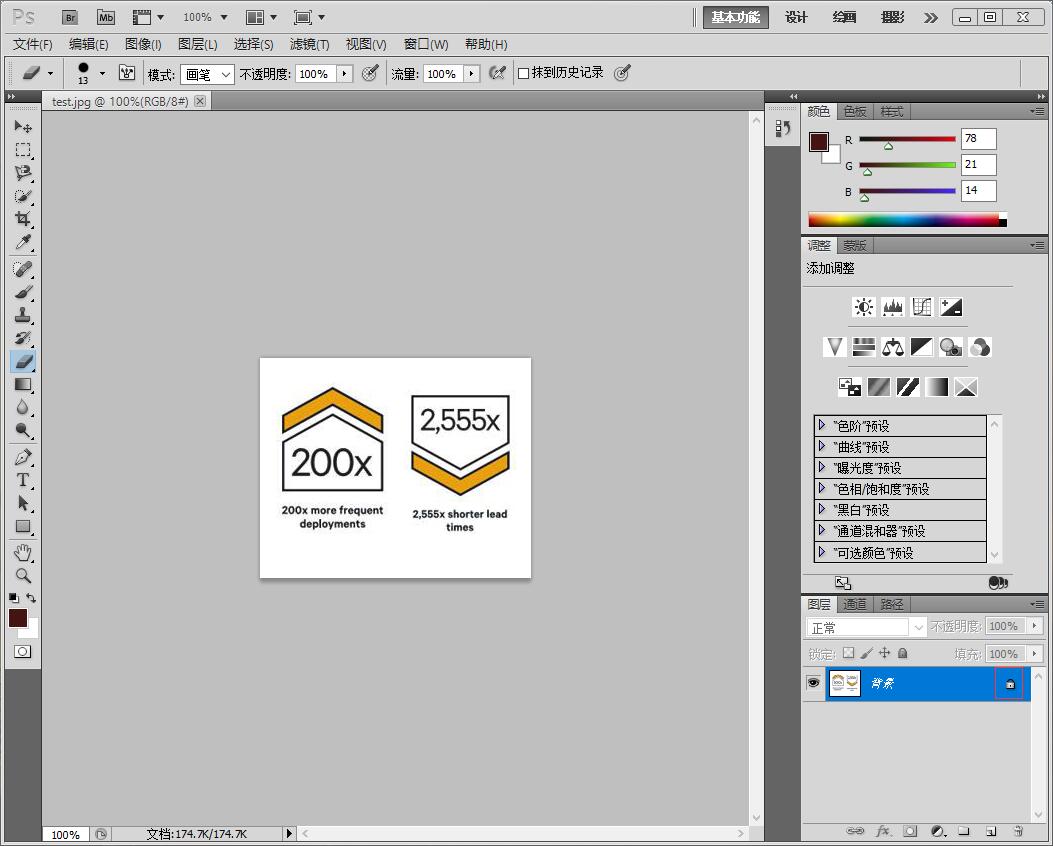 Ps Br Mb 100% 基本功能 设计 绘画 摄影
文件(F) 编辑(E) 图像(I) 图层(L) 选择(S) 滤镜(T) 视图(V) 窗口(W) 帮助(H)
13 模式: 画笔 不透明度: 100% 流量: 100% 抹到历史记录
test.jpg @ 100%(RGB/8#)
颜色 色板 样式
R 78
G 21
B 14
调整 蒙版
添加调整
"色阶"预设
"曲线"预设
"曝光度"预设
"色相/饱和度"预设
"黑白"预设
"通道混和器"预设
"可选颜色"预设
图层 通道 路径
正常 不透明度: 100%
锁定: 填充: 100%
背景
T
200x
200x more frequent
deployments
2,555x
2,555x shorter lead
times
100% 文档:174.7K/174.7K
fx.